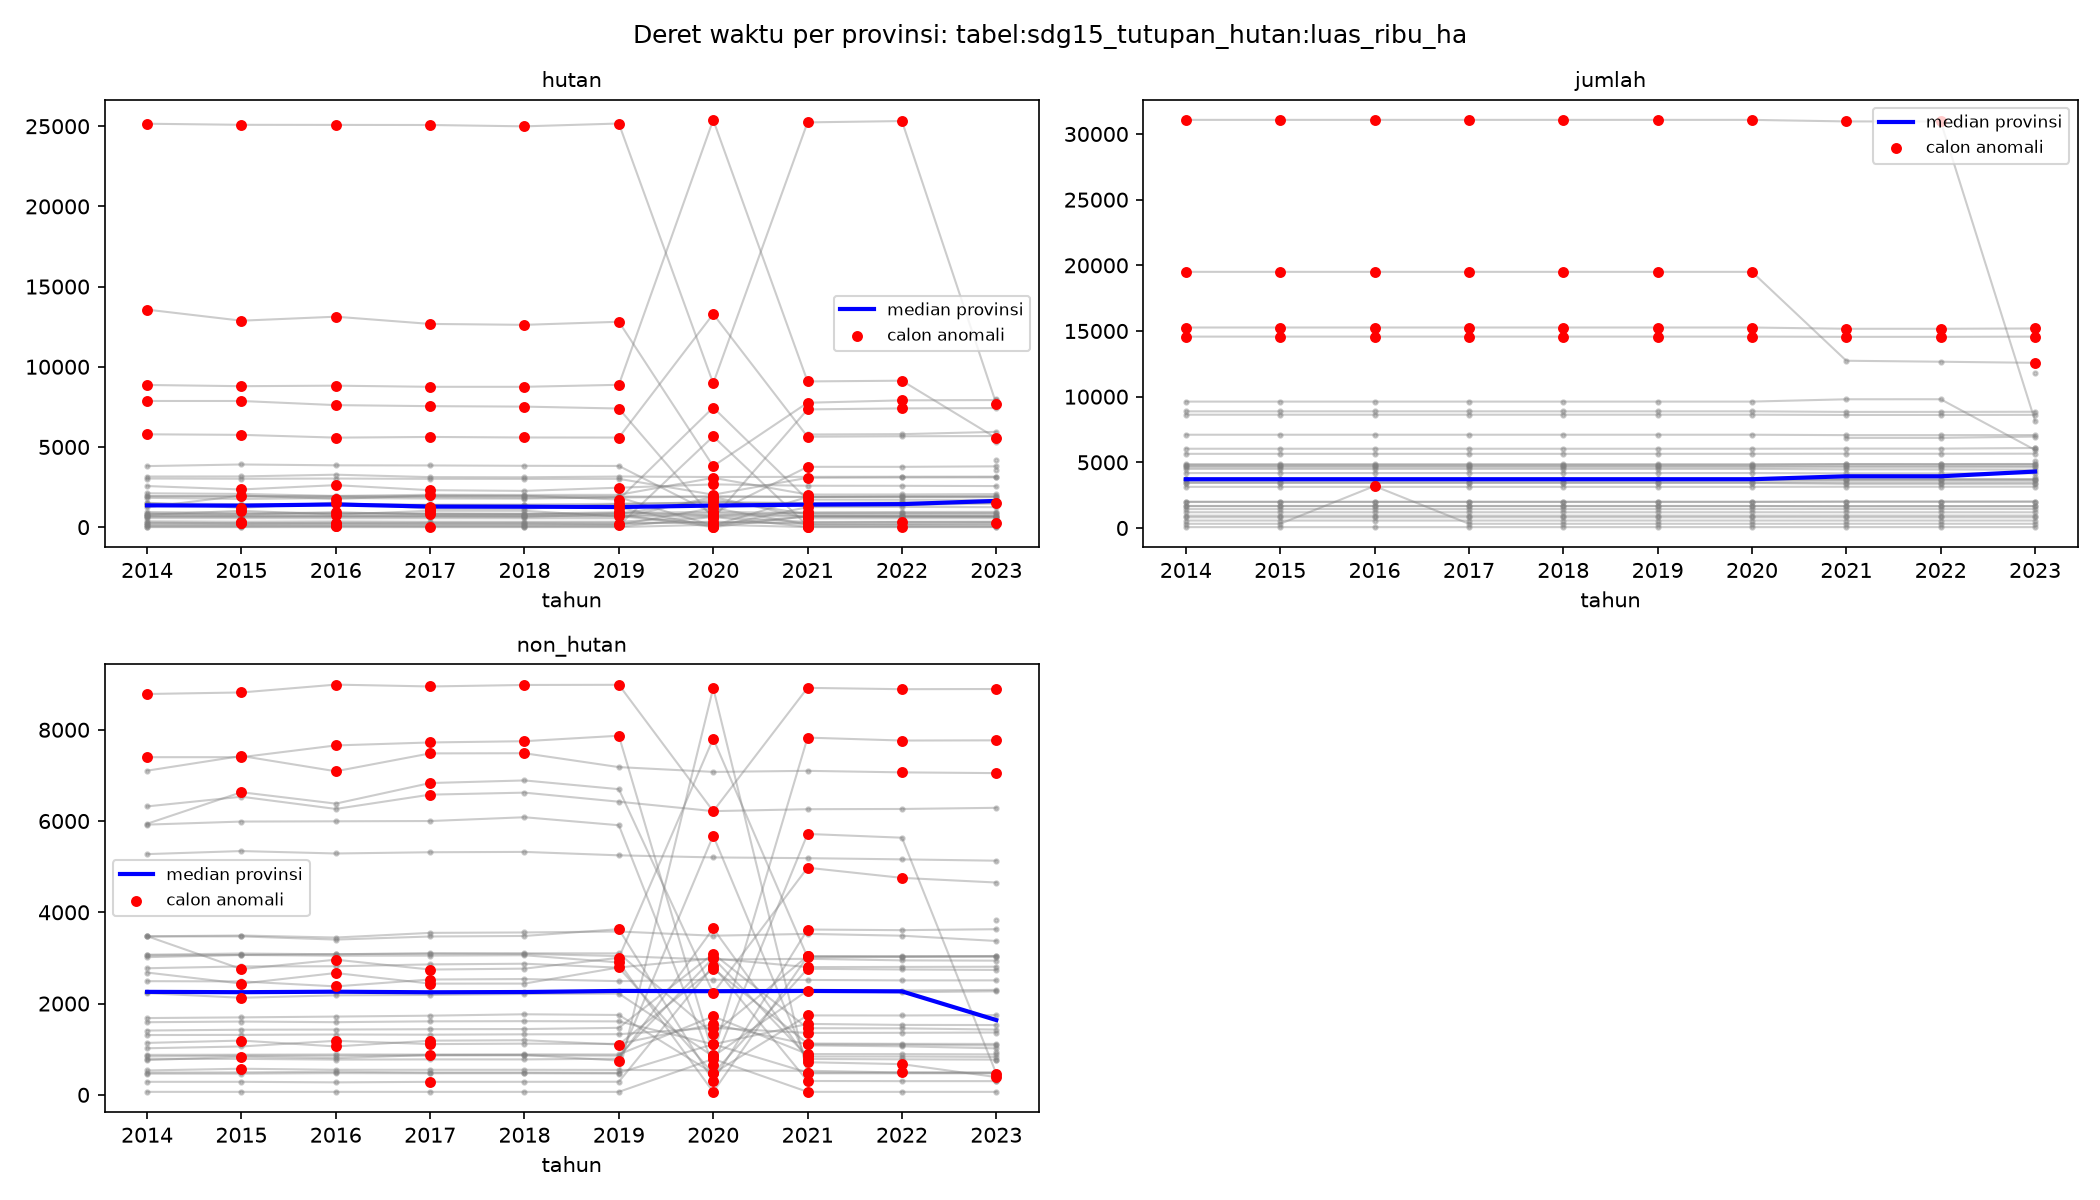 Deret waktu per provinsi: tabel:sdg15_tutupan_hutan:luas_ribu_ha
hutan
25000
20000
15000
10000
5000
0
median provinsi
calon anomali
2014 2015 2016 2017 2018 2019 2020 2021 2022 2023
tahun
jumlah
30000
25000
20000
15000
10000
5000
0
median provinsi
calon anomali
2014 2015 2016 2017 2018 2019 2020 2021 2022 2023
tahun
non_hutan
8000
6000
4000
2000
0
median provinsi
calon anomali
2014 2015 2016 2017 2018 2019 2020 2021 2022 2023
tahun